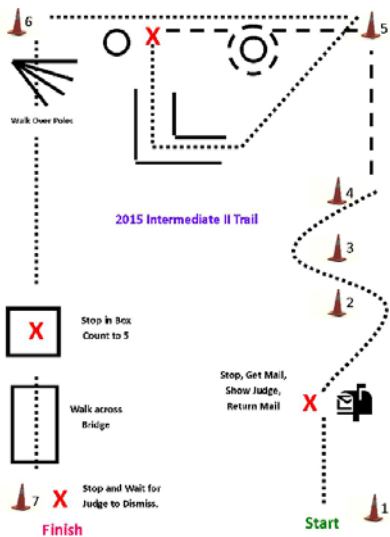 6
5
Walk Over Poles
4
2015 Intermediate II Trail
3
2
Stop in Box
Count to 5
Stop, Get Mail,
Show Judge,
Return Mail
Walk across
Bridge
7
Stop and Wait for
Judge to Dismiss.
1
Finish
Start